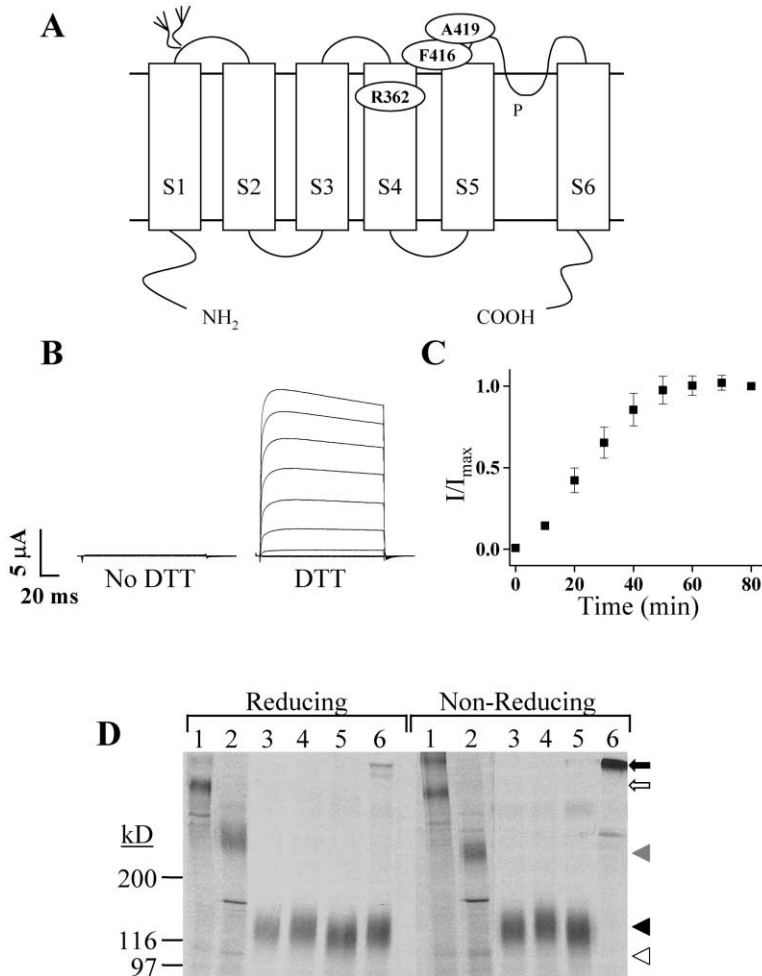 A
A419
F416
R362
P
S1 S2 S3 S4 S5 S6
NH2
COOH
B
5 μA
20 ms
No DTT
DTT
C
I/Imax
1.0
0.5
0.0
0 20 40 60 80
Time (min)
D
Reducing Non-Reducing
1 2 3 4 5 6 1 2 3 4 5 6
kD
200
116
97